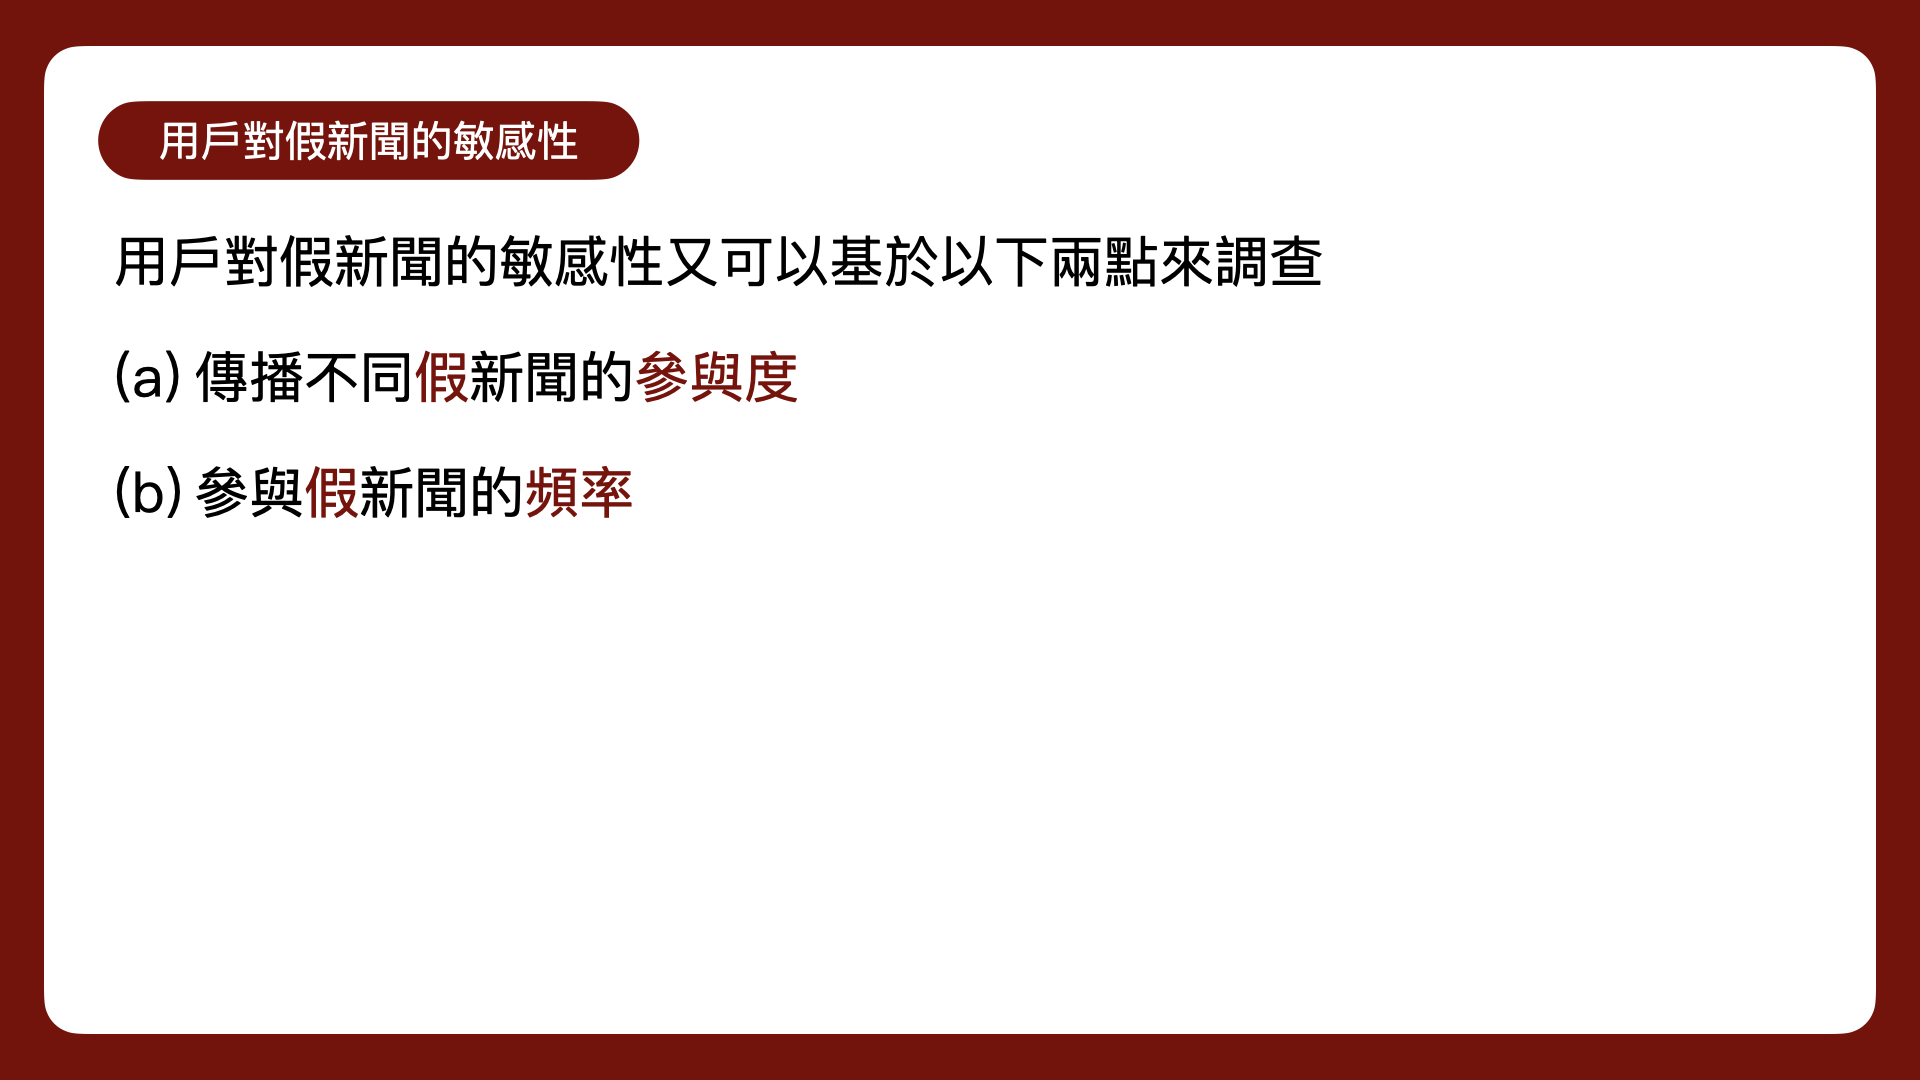 用戶對假新聞的敏感性
用戶對假新聞的敏感性又可以基於以下兩點來調查
(a) 傳播不同假新聞的參與度
(b) 參與假新聞的頻率